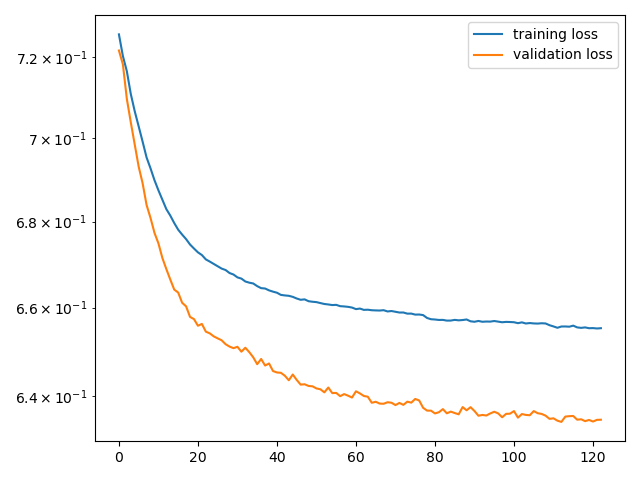 training loss
validation loss
7.2 × 10⁻¹
7 × 10⁻¹
6.8 × 10⁻¹
6.6 × 10⁻¹
6.4 × 10⁻¹
0 20 40 60 80 100 120